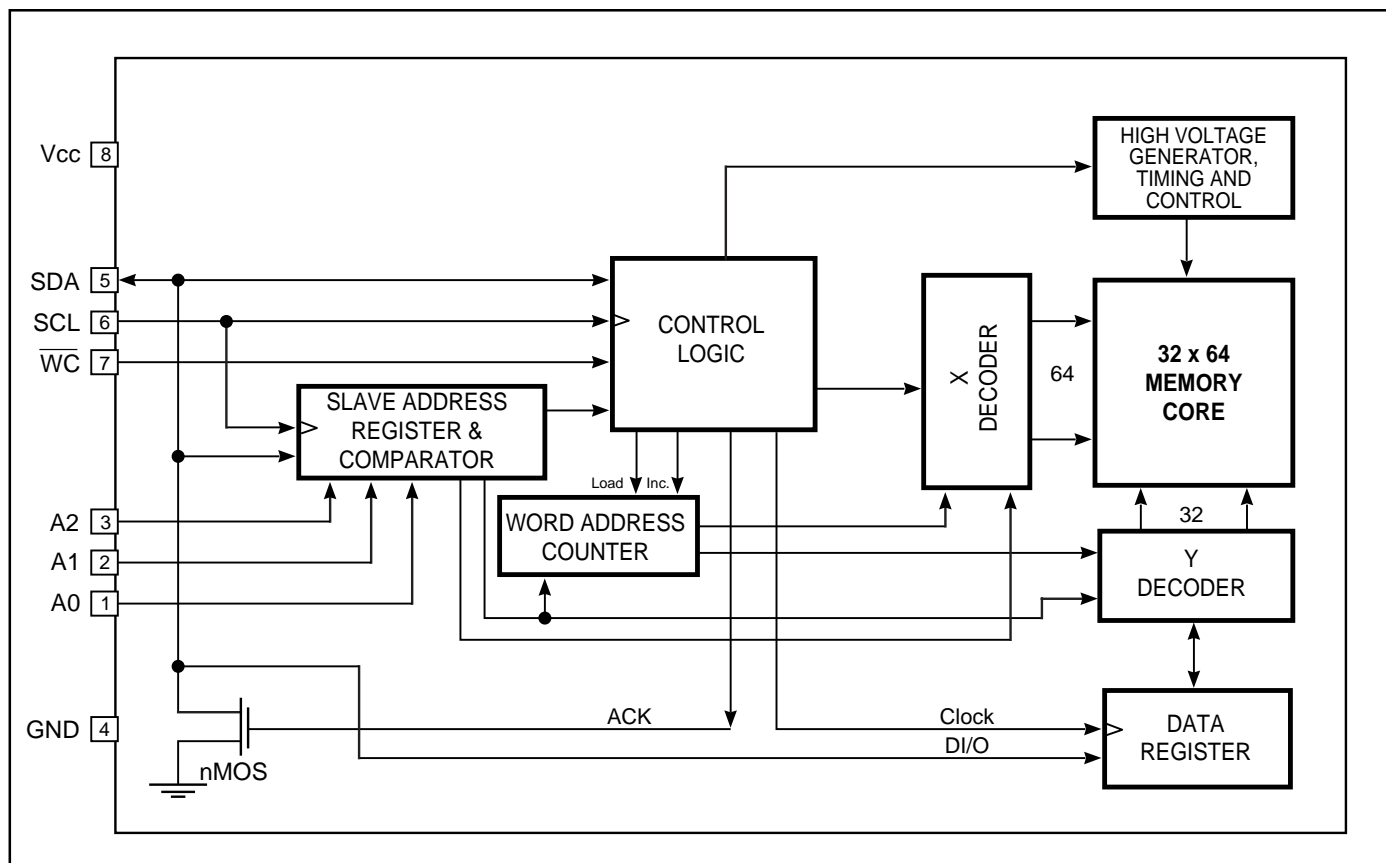 Vcc 8
HIGH VOLTAGE
GENERATOR,
TIMING AND
CONTROL
SDA 5
SCL 6
WC 7
CONTROL
LOGIC
X
DECODER
64
32 x 64
MEMORY
CORE
SLAVE ADDRESS
REGISTER &
COMPARATOR
Load Inc.
A2 3
A1 2
A0 1
WORD ADDRESS
COUNTER
32
Y
DECODER
GND 4
nMOS
ACK
Clock
DI/O
DATA
REGISTER